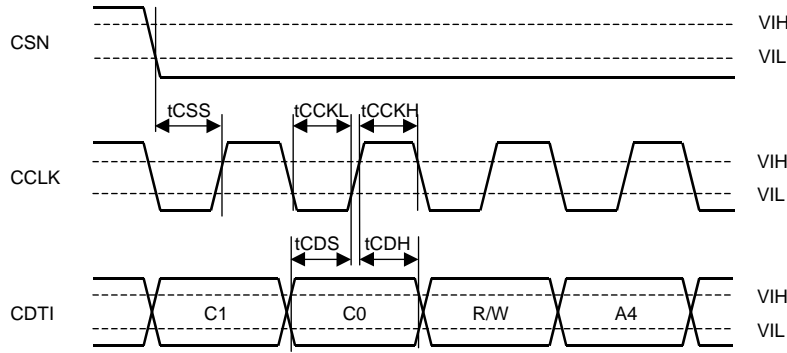 CSN
VIH
VIL
tCSS
tCCKL
tCCKH
CCLK
VIH
VIL
tCDS
tCDH
CDTI
C1
C0
R/W
A4
VIH
VIL